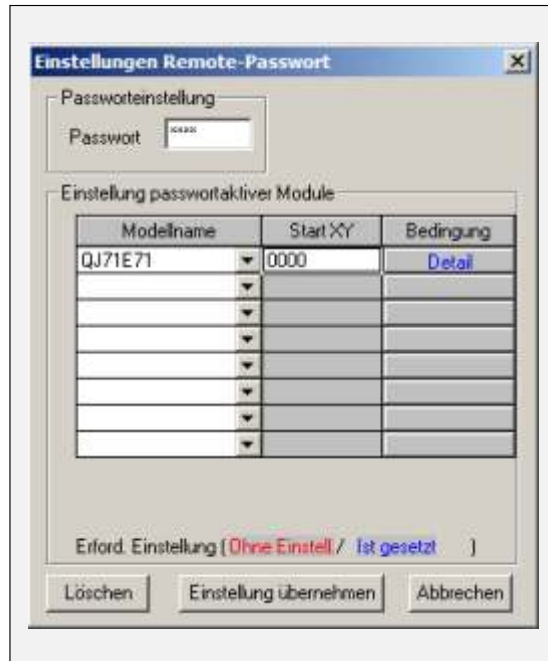 Einstellungen Remote-Passwort
Passworteinstellung
Passwort xxxx
Einstellung passwortaktiver Module
Modellname Start XY Bedingung
QJ71E71 0000 Detail
Erford. Einstellung ( Ohne Einstell. / Ist gesetzt )
Löschen Einstellung übernehmen Abbrechen